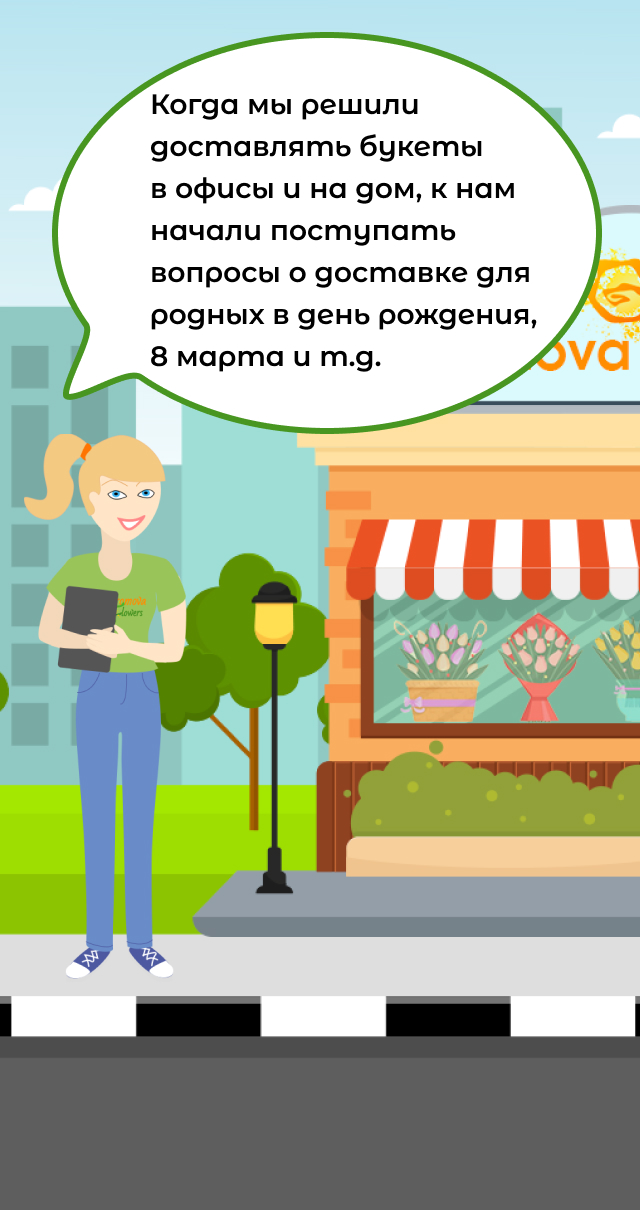 Когда мы решили
доставлять букеты
в офисы и на дом, к нам
начали поступать
вопросы о доставке для
родных в день рождения,
8 марта и т.д.
ova
flowers